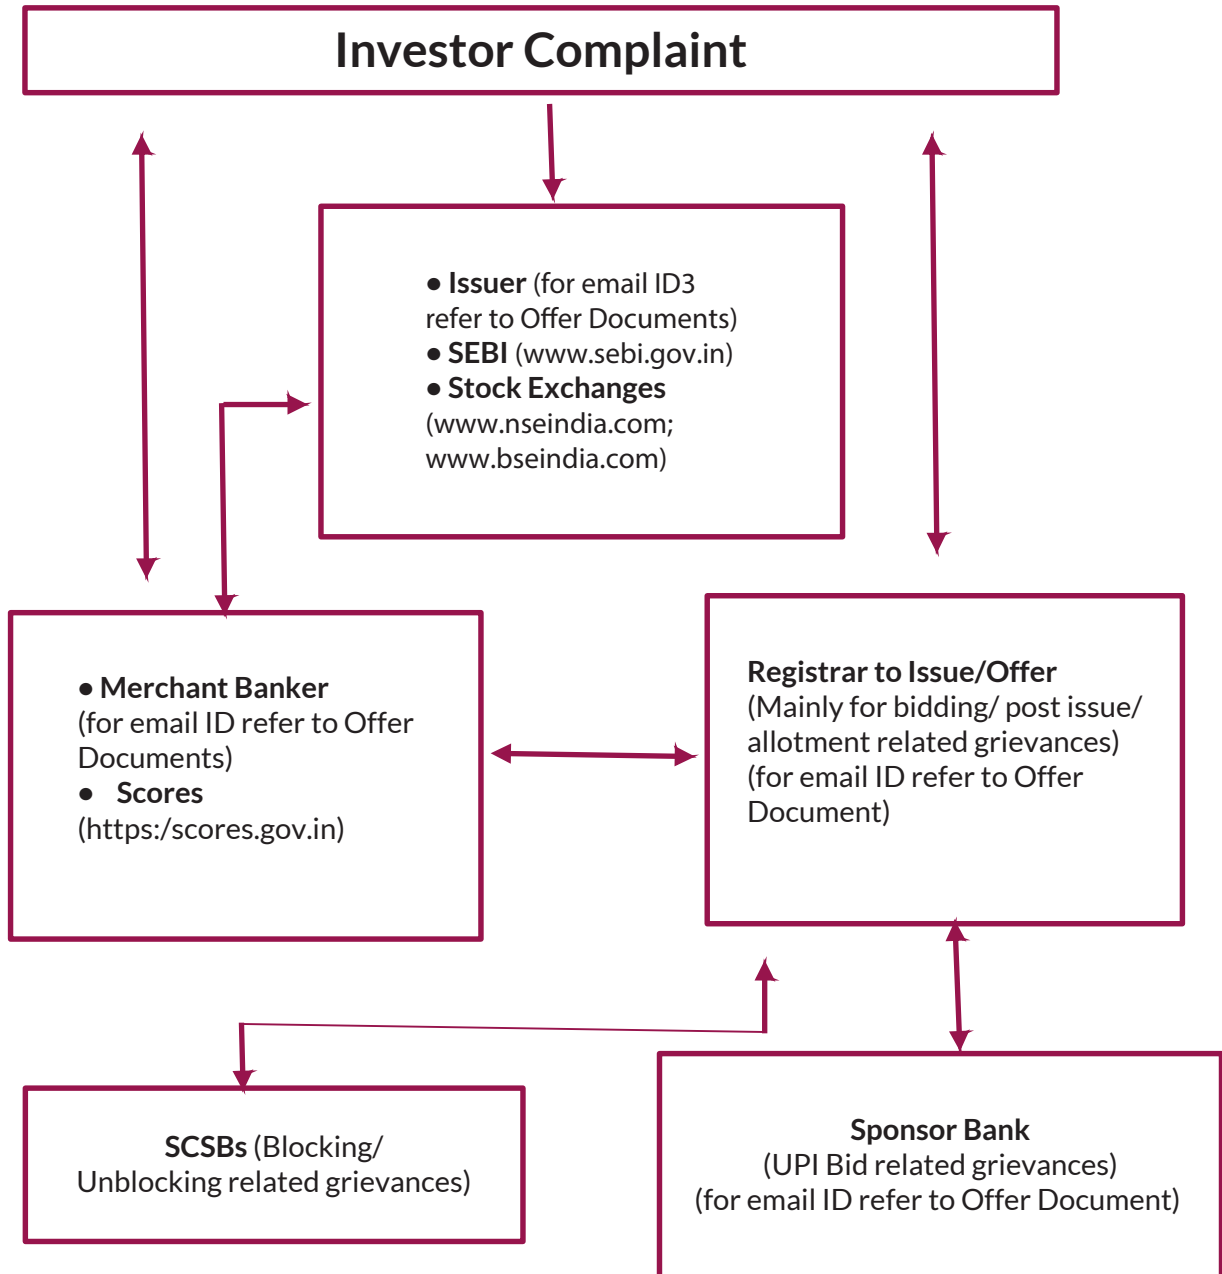 Investor Complaint
● Issuer (for email ID3
refer to Offer Documents)
● SEBI (www.sebi.gov.in)
● Stock Exchanges
(www.nseindia.com;
www.bseindia.com)
● Merchant Banker
(for email ID refer to Offer
Documents)
● Scores
(https:/scores.gov.in)
Registrar to Issue/Offer
(Mainly for bidding/ post issue/
allotment related grievances)
(for email ID refer to Offer
Document)
SCSBs (Blocking/
Unblocking related grievances)
Sponsor Bank
(UPI Bid related grievances)
(for email ID refer to Offer Document)